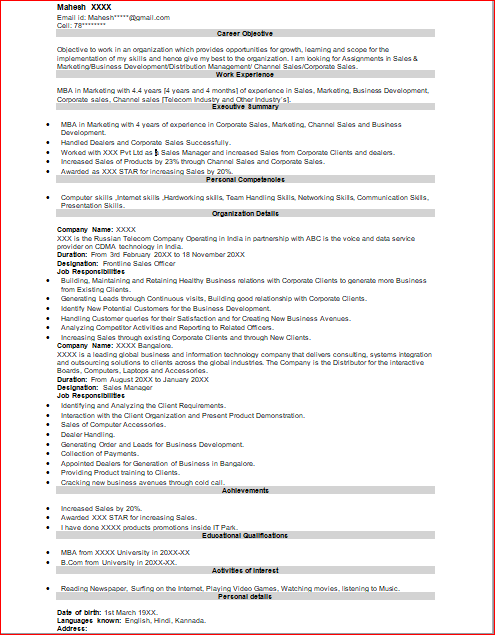 Mahesh XXXX
Email id: Mahesh*****@gmail.com
Cell: 78********
Career Objective
Objective to work in an organization which provides opportunities for growth, learning and scope for the
implementation of my skills and hence give my best to the organization. I am looking for Assignments in Sales &
Marketing/Business Development/Distribution Management/ Channel Sales/Corporate Sales.
Work Experience
MBA in Marketing with 4.4 years [4 years and 4 months] of experience in Sales, Marketing, Business Development,
Corporate sales, Channel sales [Telecom Industry and Other Industry's].
Executive Summary
• MBA in Marketing with 4 years of experience in Corporate Sales, Marketing, Channel Sales and Business
Development.
• Handled Dealers and Corporate Sales Successfully.
• Worked with XXX Pvt Ltd as Sales Manager and increased Sales from Corporate Clients and dealers.
• Increased Sales of Products by 23% through Channel Sales and Corporate Sales.
• Awarded as XXX STAR for increasing Sales by 20%.
Personal Competencies
• Computer skills ,Internet skills ,Hardworking skills, Team Handling Skills, Networking Skills, Communication Skills,
Presentation Skills.
Organization Details
Company Name: XXXX
XXX is the Russian Telecom Company Operating in India in partnership with ABC is the voice and data service
provider on CDMA technology in India.
Duration: From 3rd February 20XX to 18 November 20XX
Designation: Frontline Sales Officer
Job Responsibilities
• Building, Maintaining and Retaining Healthy Business relations with Corporate Clients to generate more Business
from Existing Clients.
• Generating Leads through Continuous visits, Building good relationship with Corporate Clients.
• Identify New Potential Customers for the Business Development.
• Handling Customer queries for their Satisfaction and for Creating New Business Avenues.
• Analyzing Competitor Activities and Reporting to Related Officers.
• Increasing Sales through existing Corporate Clients and through New Clients.
Company Name: XXXX Bangalore.
XXXX is a leading global business and information technology company that delivers consulting, systems integration
and outsourcing solutions to clients across the global industries. The Company is the Distributor for the interactive
Boards, Computers, Laptops and Accessories.
Duration: From August 20XX to January 20XX
Designation: Sales Manager
Job Responsibilities
• Identifying and Analyzing the Client Requirements.
• Interaction with the Client Organization and Present Product Demonstration.
• Sales of Computer Accessories.
• Dealer Handling.
• Generating Order and Leads for Business Development.
• Collection of Payments.
• Appointed Dealers for Generation of Business in Bangalore.
• Providing Product training to Clients.
• Cracking new business avenues through cold call.
Achievements
• Increased Sales by 20%.
• Awarded XXX STAR for increasing Sales.
• I have done XXXX products promotions inside IT Park.
Educational Qualifications
• MBA from XXXX University in 20XX-XX
• B.Com from University in 20XX-XX.
Activities of Interest
• Reading Newspaper, Surfing on the Internet, Playing Video Games, Watching movies, listening to Music.
Personal details
Date of birth: 1st March 19XX.
Languages known: English, Hindi, Kannada.
Address: